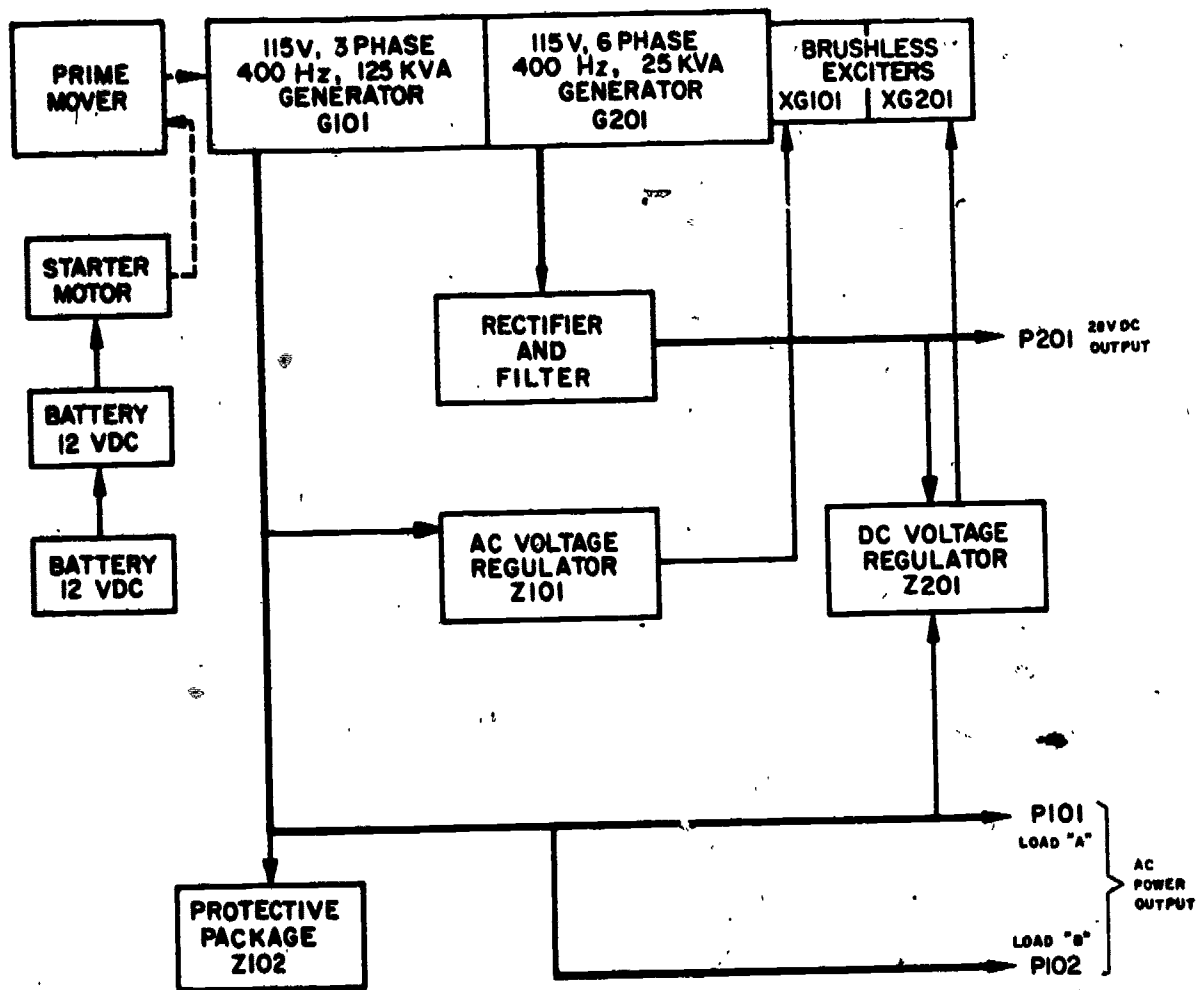 PRIME
MOVER
115V, 3 PHASE
400 Hz, 125 KVA
GENERATOR
G101
115V, 6 PHASE
400 Hz, 25 KVA
GENERATOR
G201
BRUSHLESS
EXCITERS
XG101 XG201
STARTER
MOTOR
RECTIFIER
AND
FILTER
P201 28V DC
OUTPUT
BATTERY
12 VDC
BATTERY
12 VDC
AC VOLTAGE
REGULATOR
Z101
DC VOLTAGE
REGULATOR
Z201
P101
LOAD "A"
AC
POWER
OUTPUT
PROTECTIVE
PACKAGE
Z102
LOAD "B"
P102